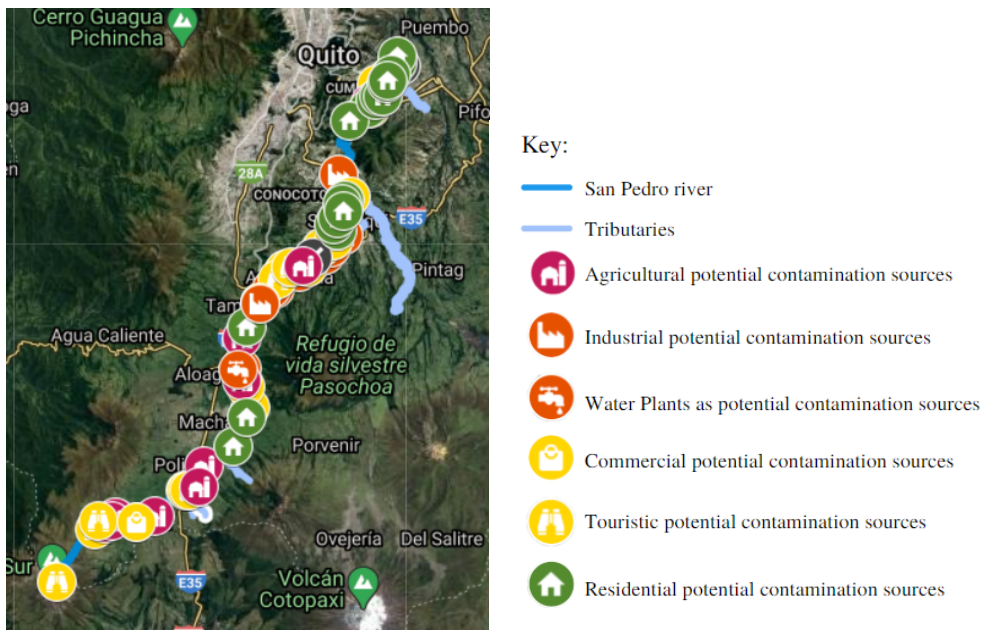 Cerro Guagua
Pichincha
Puembo
Quito
CUM
Pifo
28A
CONOCOTO
E35
Pintag
Tam
Agua Caliente
Refugio de
vida silvestre
Pasochoa
Aloag
Macha
Porvenir
Poli
Ovejería
Del Salitre
Sur
E35
Volcán
Cotopaxi
Key:
San Pedro river
Tributaries
Agricultural potential contamination sources
Industrial potential contamination sources
Water Plants as potential contamination sources
Commercial potential contamination sources
Touristic potential contamination sources
Residential potential contamination sources